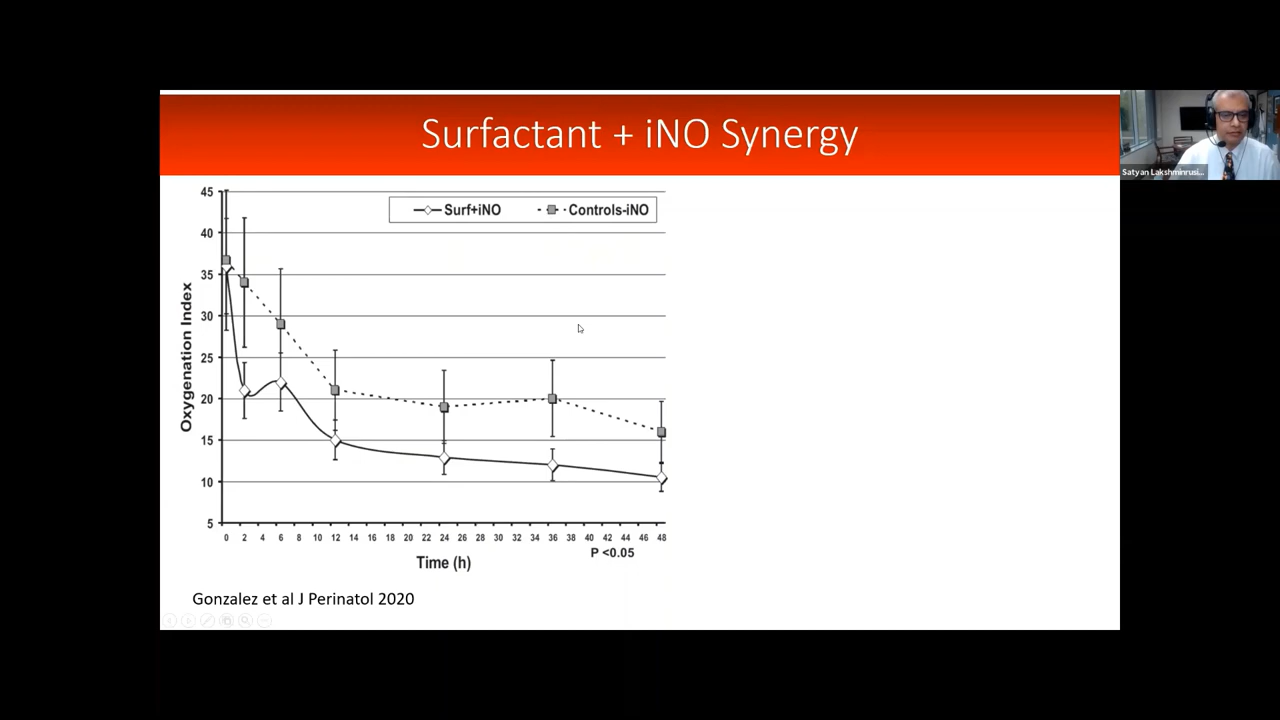 Surfactant + iNO Synergy
Satyan Lakshminrusi...
Surf+iNO
Controls-iNO
45
40
35
30
25
20
15
10
5
Oxygenation Index
0 2 4 6 8 10 12 14 16 18 20 22 24 26 28 30 32 34 36 38 40 42 44 46 48
P <0.05
Time (h)
Gonzalez et al J Perinatol 2020